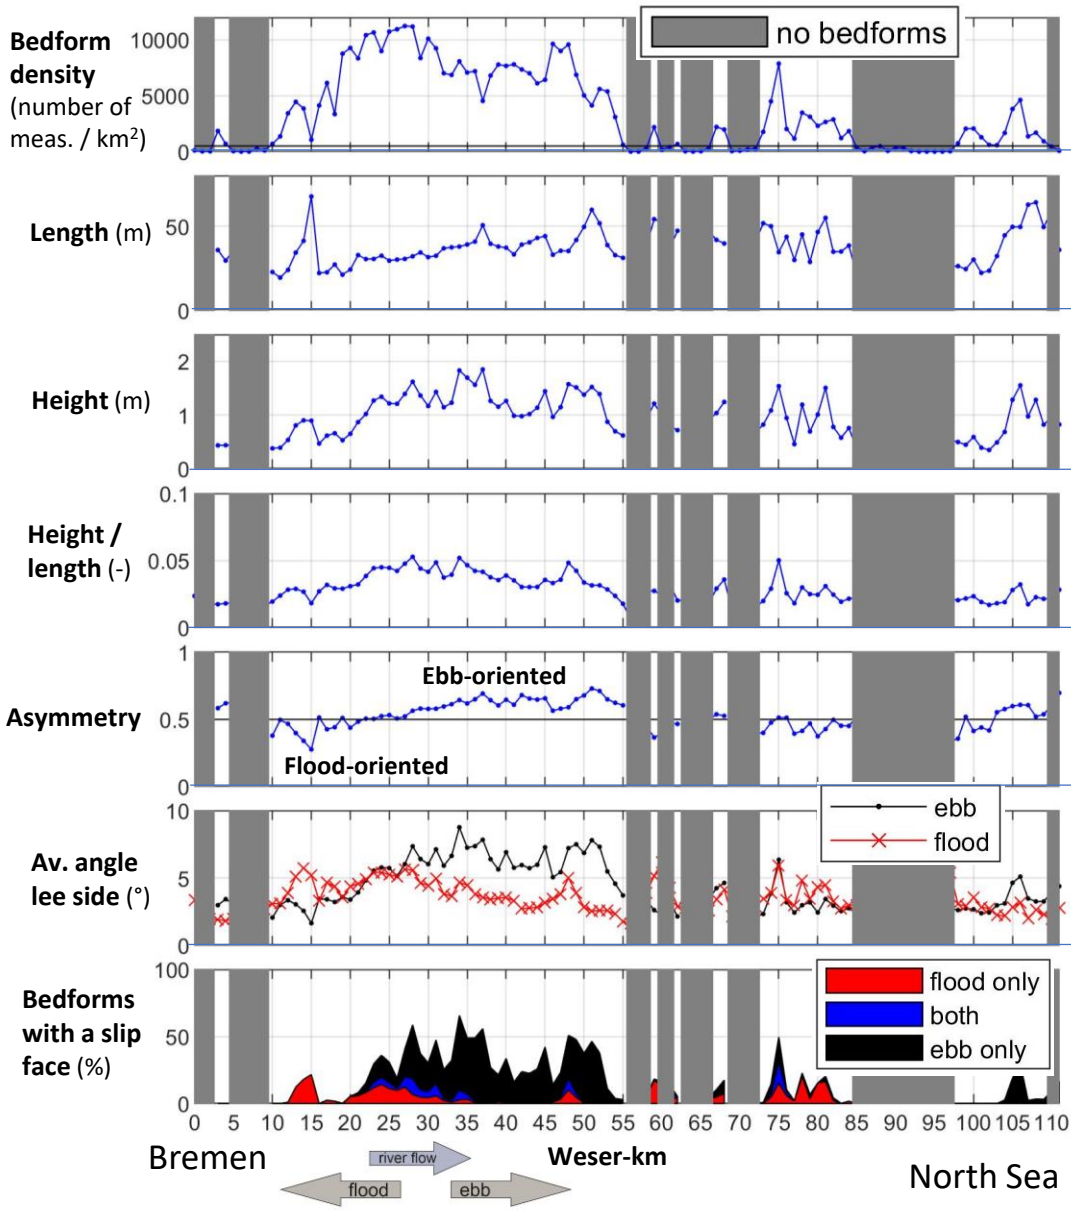 Bedform
density
(number of
meas. / km²)
10000
5000
0
no bedforms
Length (m)
50
0
Height (m)
2
1
0
Height /
length (-)
0.1
0.05
0
Asymmetry
1
0.5
0
Ebb-oriented
Flood-oriented
Av. angle
lee side (°)
10
5
0
ebb
flood
Bedforms
with a slip
face (%)
100
50
0
flood only
both
ebb only
0 5 10 15 20 25 30 35 40 45 50 55 60 65 70 75 80 85 90 95 100 105 110
Bremen
river flow
Weser-km
North Sea
flood
ebb